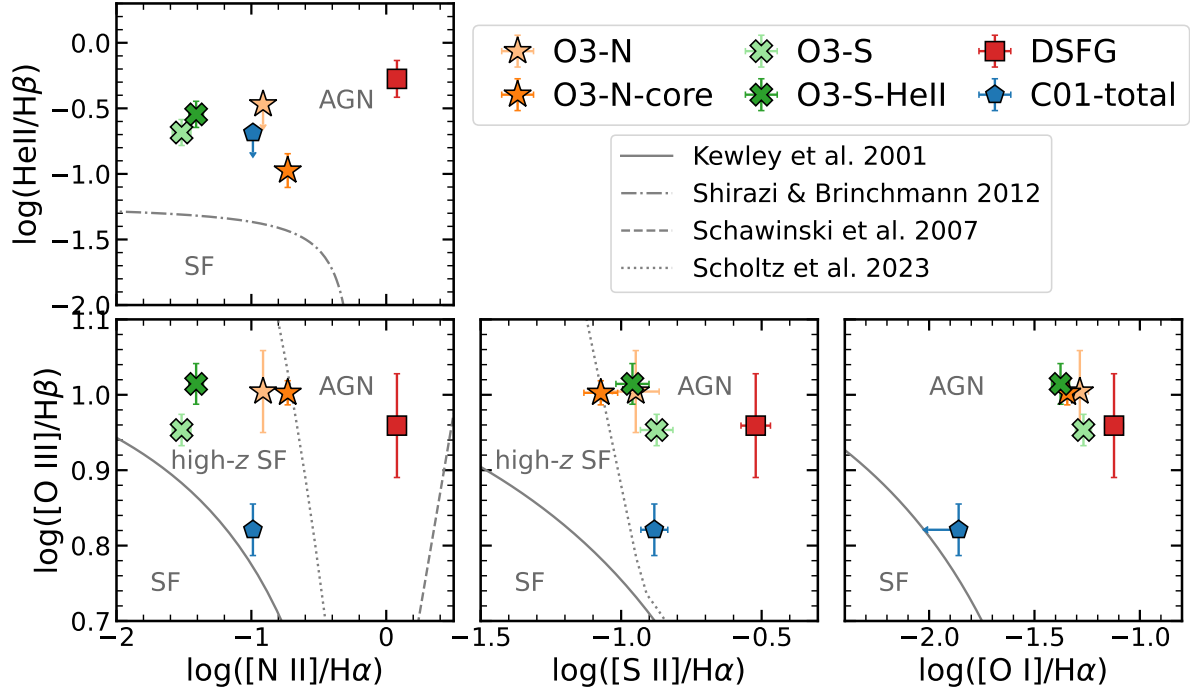 0.0
−0.5
−1.0
−1.5
−2.0
log(HeII/Hβ)
AGN
SF
O3-N
O3-S
DSFG
O3-N-core
O3-S-HeII
C01-total
Kewley et al. 2001
Shirazi & Brinchmann 2012
Schawinski et al. 2007
Scholtz et al. 2023
1.1
1.0
0.9
0.8
0.7
log([O III]/Hβ)
AGN
high-z SF
SF
−2
−1
0
log([N II]/Hα)
AGN
high-z SF
SF
−1.5
−1.0
−0.5
log([S II]/Hα)
AGN
SF
−2.0
−1.5
−1.0
log([O I]/Hα)